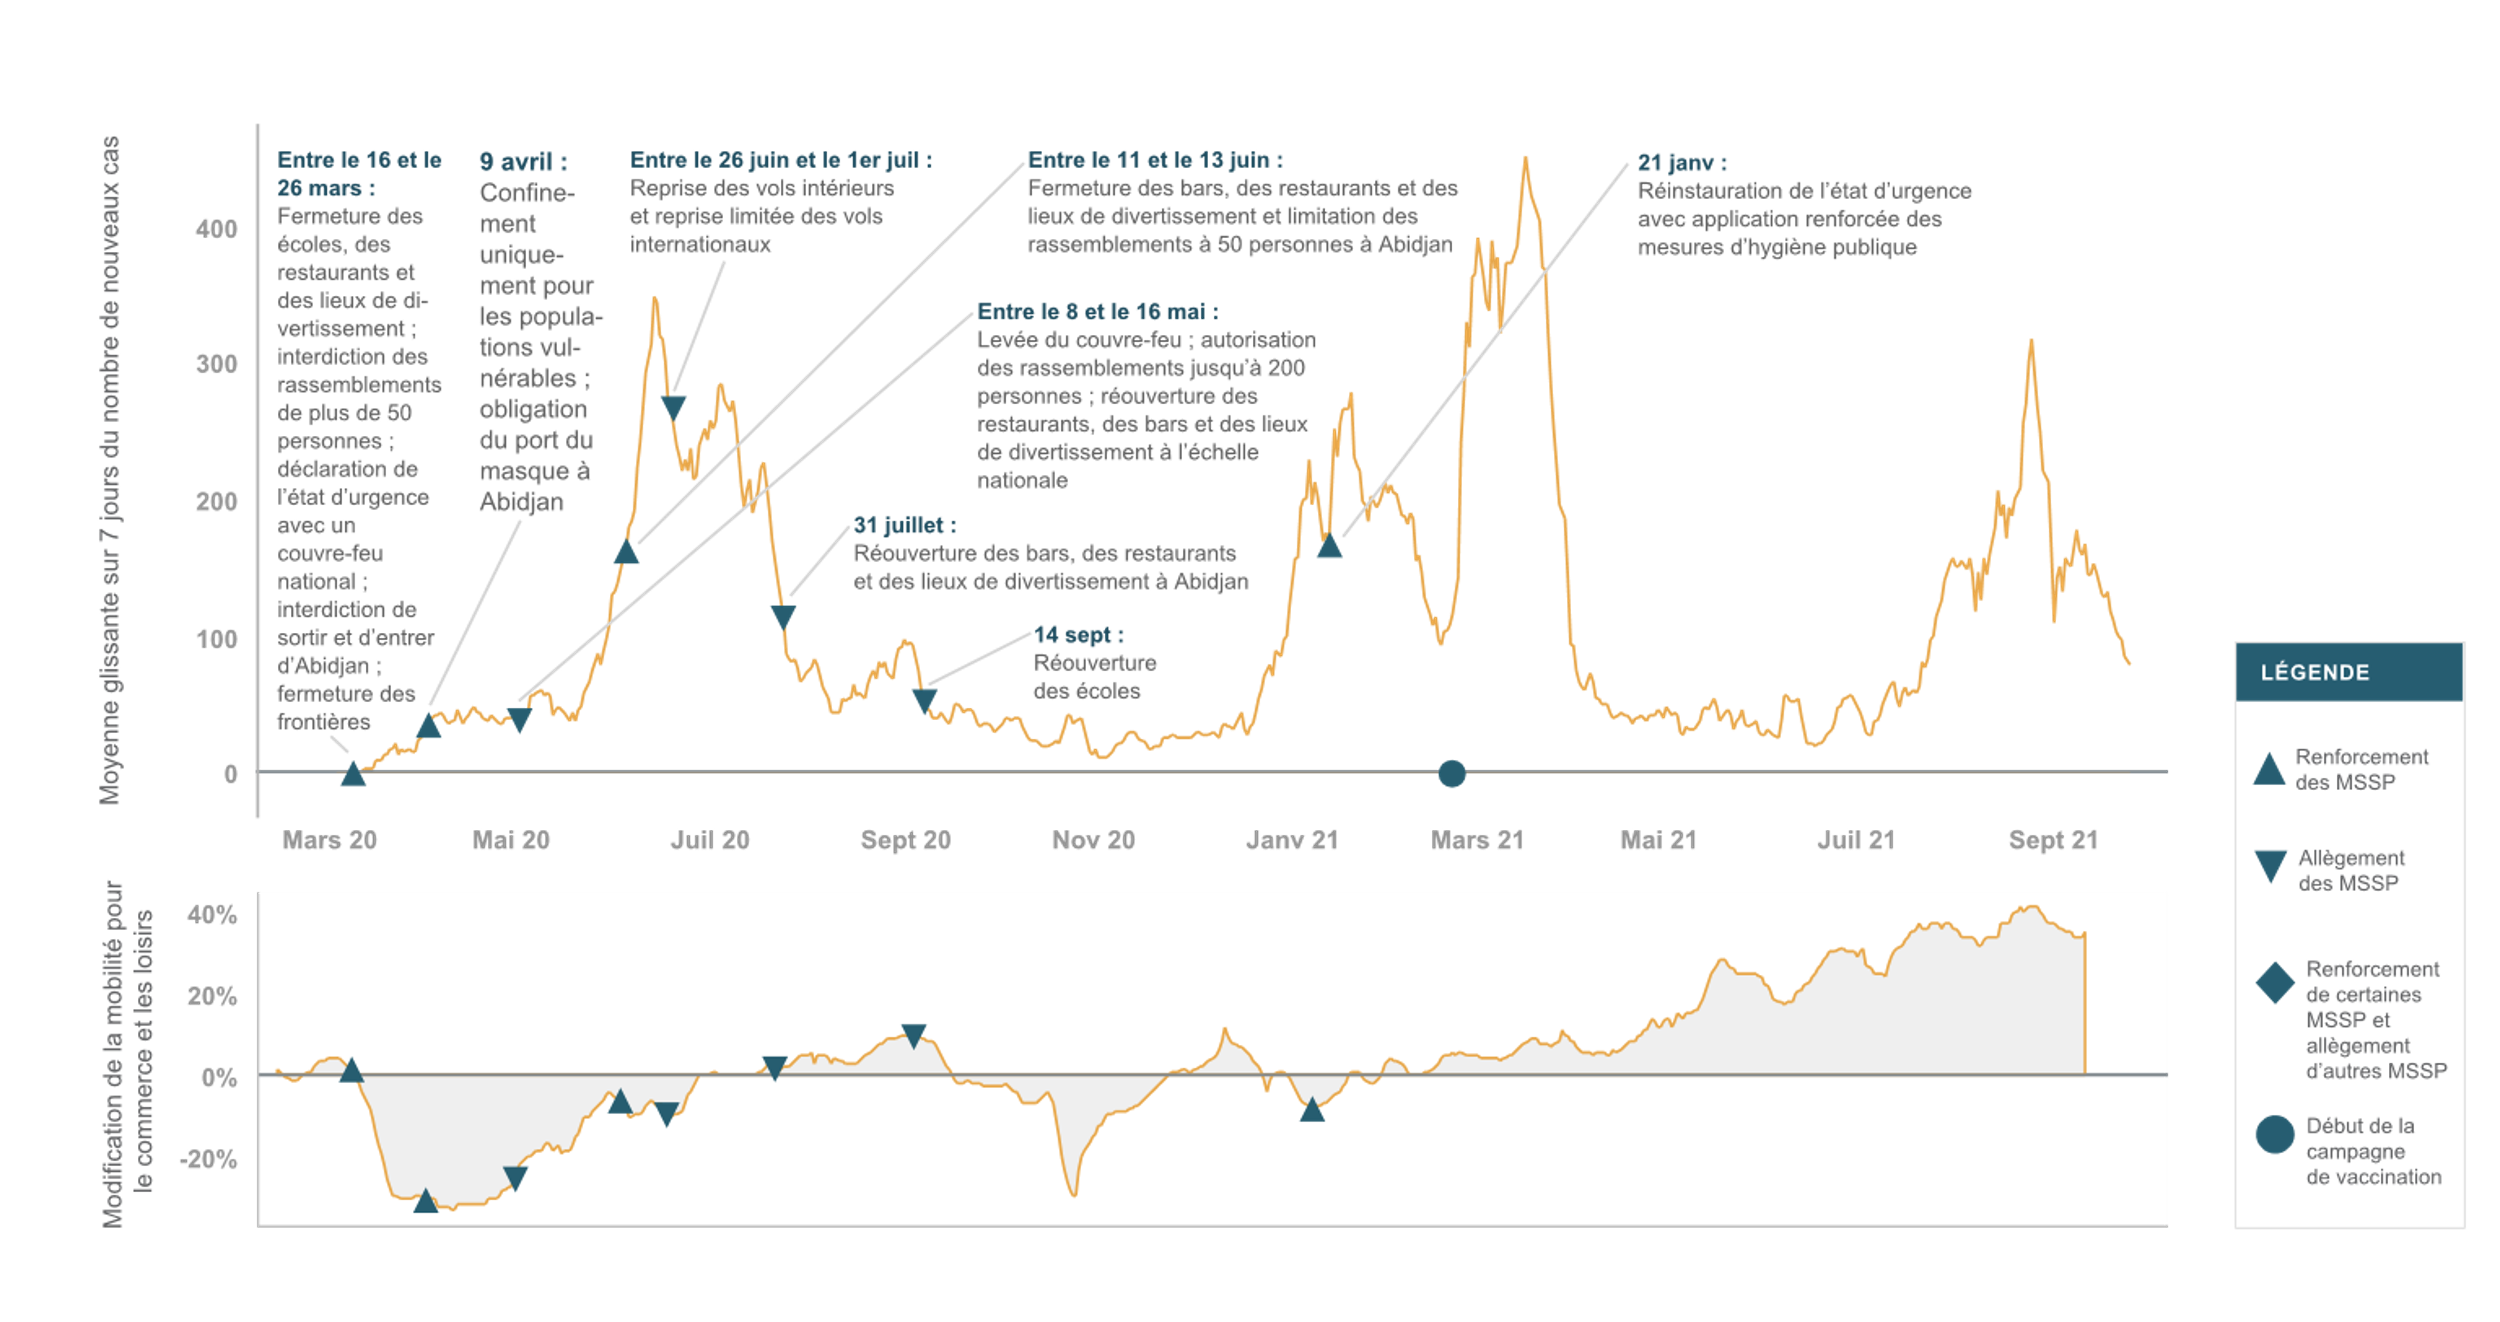 Moyenne glissante sur 7 jours du nombre de nouveaux cas
400
300
200
100
0
Entre le 16 et le
26 mars :
Fermeture des
écoles, des
restaurants et
des lieux de di-
vertissement ;
interdiction des
rassemblements
de plus de 50
personnes ;
déclaration de
l'état d'urgence
avec un
couvre-feu
national ;
interdiction de
sortir et d'entrer
d'Abidjan ;
fermeture des
frontières
9 avril :
Confine-
ment
unique-
ment pour
les popula-
tions vul-
nérables ;
obligation
du port du
masque à
Abidjan
Entre le 26 juin et le 1er juil :
Reprise des vols intérieurs
et reprise limitée des vols
internationaux
Entre le 11 et le 13 juin :
Fermeture des bars, des restaurants et des
lieux de divertissement et limitation des
rassemblements à 50 personnes à Abidjan
Entre le 8 et le 16 mai :
Levée du couvre-feu ; autorisation
des rassemblements jusqu'à 200
personnes ; réouverture des
restaurants, des bars et des lieux
de divertissement à l'échelle
nationale
31 juillet :
Réouverture des bars, des restaurants
et des lieux de divertissement à Abidjan
14 sept :
Réouverture
des écoles
21 janv :
Réinstauration de l'état d'urgence
avec application renforcée des
mesures d'hygiène publique
Mars 20
Mai 20
Juil 20
Sept 20
Nov 20
Janv 21
Mars 21
Mai 21
Juil 21
Sept 21
Modification de la mobilité pour
le commerce et les loisirs
40%
20%
0%
-20%
LÉGENDE
Renforcement
des MSSP
Allègement
des MSSP
Renforcement
de certaines
MSSP et
allègement
d'autres MSSP
Début de la
campagne
de vaccination